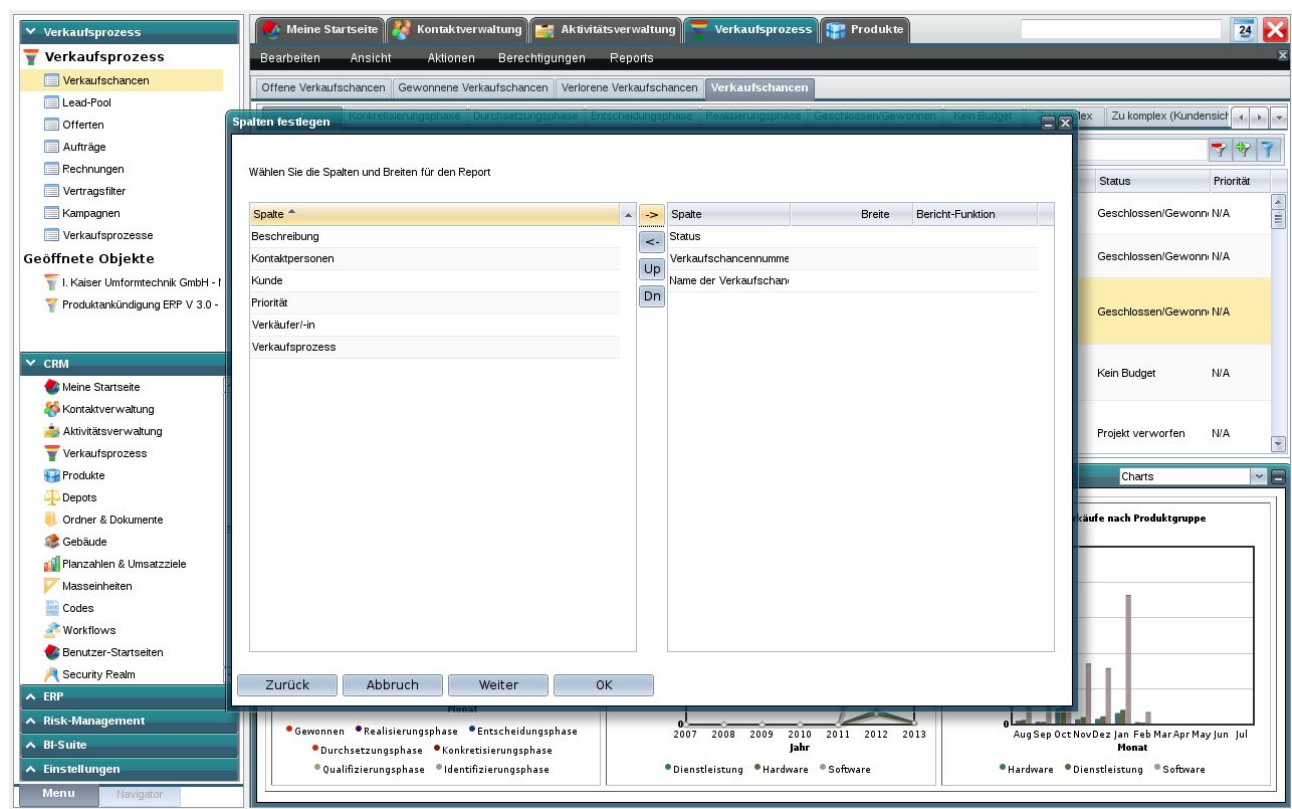 Verkaufsprozess
Verkaufsprozess
Verkaufschancen
Lead-Pool
Offerten
Aufträge
Rechnungen
Vertragsfilter
Kampagnen
Verkaufsprozesse
Geöffnete Objekte
I. Kaiser Umformtechnik GmbH -
Produktankündigung ERP V 3.0 -
CRM
Meine Startseite
Kontaktverwaltung
Aktivitätsverwaltung
Verkaufsprozess
Produkte
Depots
Ordner & Dokumente
Gebäude
Planzahlen & Umsatzziele
Masseinheiten
Codes
Workflows
Benutzer-Startseiten
Security Realm
ERP
Risk-Management
BI-Suite
Einstellungen
Menu Navigator
Meine Startseite Kontaktverwaltung Aktivitätsverwaltung Verkaufsprozess Produkte 24
Bearbeiten Ansicht Aktionen Berechtigungen Reports
Offene Verkaufschancen Gewonnene Verkaufschancen Verlorene Verkaufschancen Verkaufschancen
Konkretisierungsphase Durchsetzungsphase Entscheidungsphase Realisierungsphase Geschlossen/Gewonnen Kein Budget lex Zu komplex (Kundensicht
Status Priorität
Geschlossen/Gewonn N/A
Geschlossen/Gewonn N/A
Geschlossen/Gewonn N/A
Kein Budget N/A
Projekt verworfen N/A
Spalten festlegen
Wählen Sie die Spalten und Breiten für den Report
Spalte
Beschreibung
Kontaktpersonen
Kunde
Priorität
Verkäufer/-in
Verkaufsprozess
->
<-
Up
Dn
Spalte Breite Bericht-Funktion
Status
Verkaufschancennumme
Name der Verkaufschan
Zurück Abbruch Weiter OK
Charts
käufe nach Produktgruppe
Monat
Gewonnen Realisierungsphase Entscheidungsphase
Durchsetzungsphase Konkretisierungsphase
Qualifizierungsphase Identifizierungsphase
0
2007 2008 2009 2010 2011 2012 2013
Jahr
Dienstleistung Hardware Software
0
Aug Sep Oct Nov Dez Jan Feb Mar Apr May Jun Jul
Monat
Hardware Dienstleistung Software